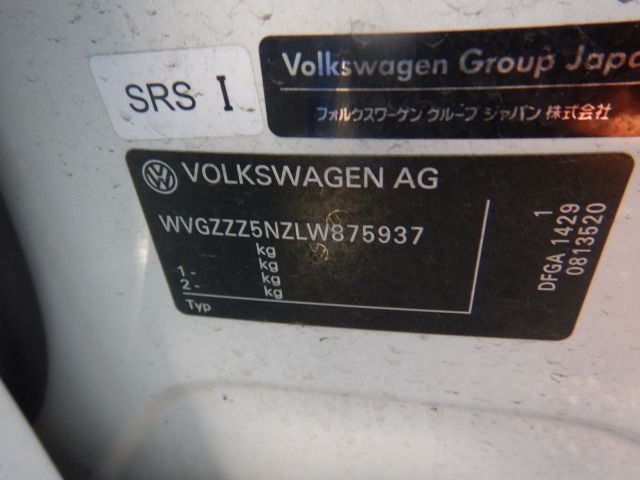 SRS I
Volkswagen Group Japa
フォルクスワーゲン グループ ジャパン 株式会社
VOLKSWAGEN AG
WVGZZZ5NZLW875937
kg
kg
1 - kg
2 - kg
Typ
1
DFGA 1429
0813520